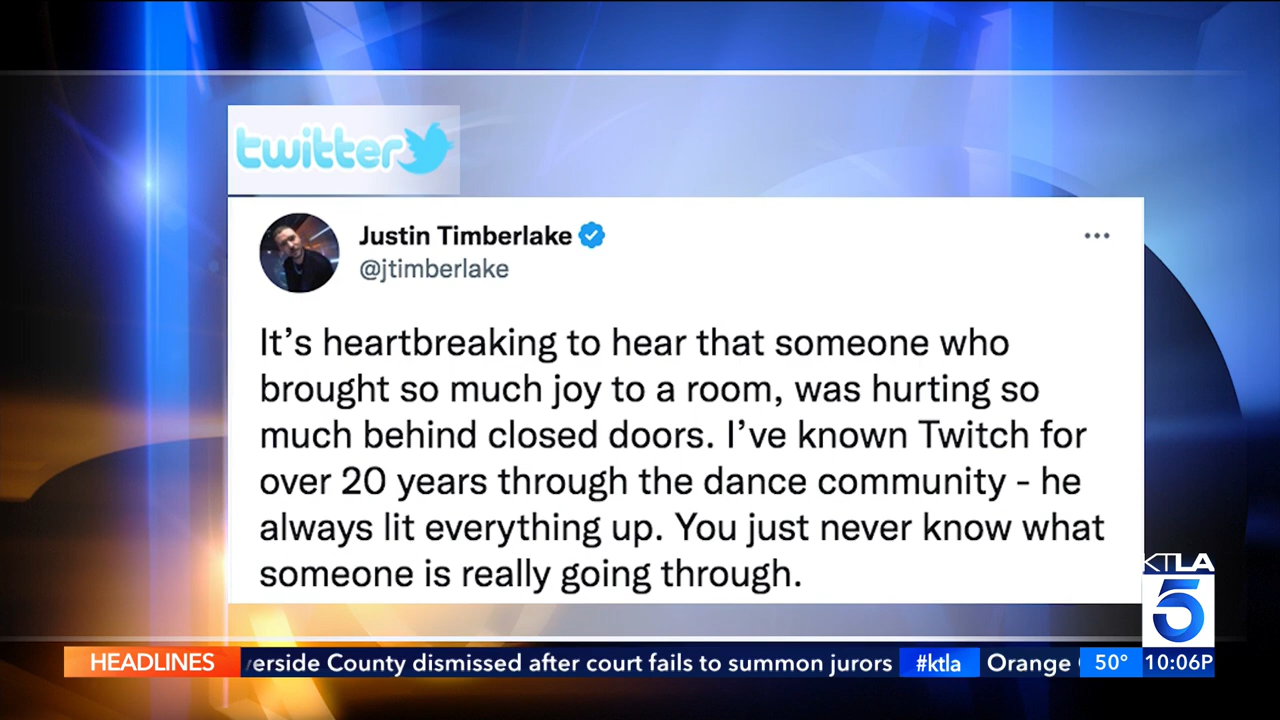 twitter
Justin Timberlake
@jtimberlake
It's heartbreaking to hear that someone who
brought so much joy to a room, was hurting so
much behind closed doors. I've known Twitch for
over 20 years through the dance community - he
always lit everything up. You just never know what
someone is really going through.
KTLA
5
HEADLINES erside County dismissed after court fails to summon jurors #ktla Orange 50° 10:06P